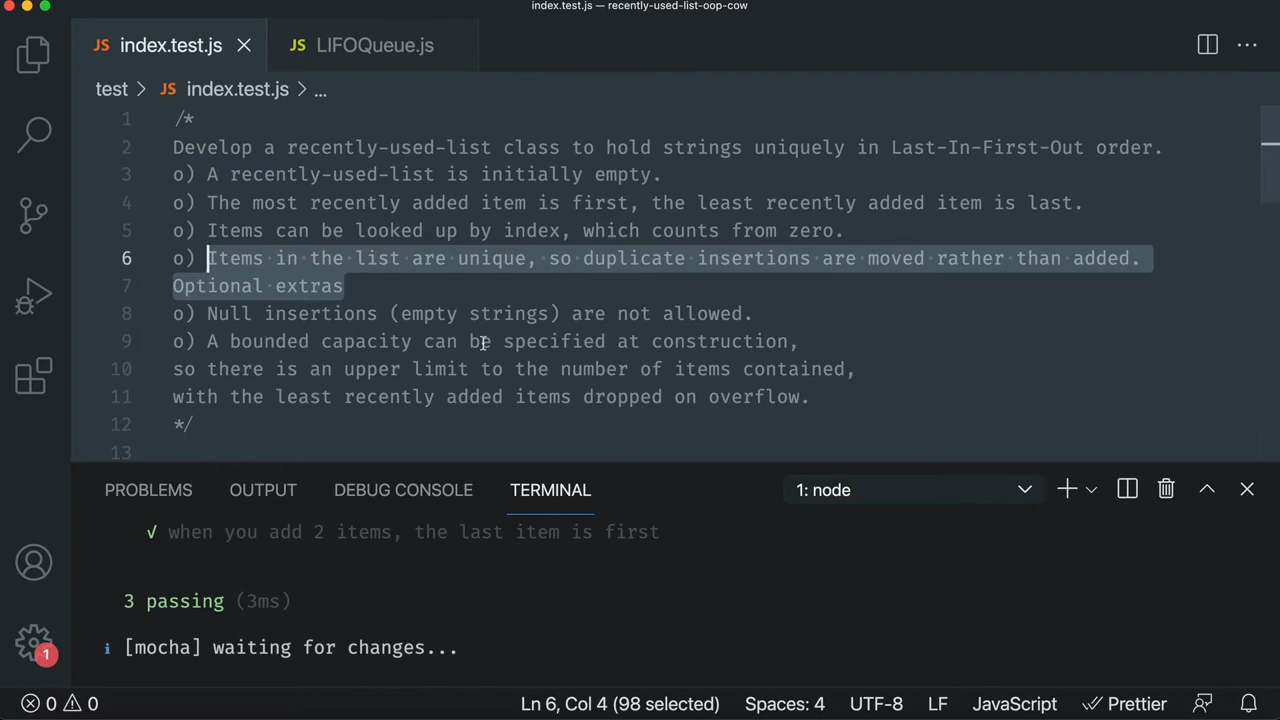 index.test.js — recently-used-list-oop-cow
JS index.test.js
JS LIFOQueue.js
test > JS index.test.js > ...
1 /*
2 Develop a recently-used-list class to hold strings uniquely in Last-In-First-Out order.
3 o) A recently-used-list is initially empty.
4 o) The most recently added item is first, the least recently added item is last.
5 o) Items can be looked up by index, which counts from zero.
6 o) Items in the list are unique, so duplicate insertions are moved rather than added.
7 Optional extras
8 o) Null insertions (empty strings) are not allowed.
9 o) A bounded capacity can be specified at construction,
10 so there is an upper limit to the number of items contained,
11 with the least recently added items dropped on overflow.
12 */
13
PROBLEMS OUTPUT DEBUG CONSOLE TERMINAL 1: node
✓ when you add 2 items, the last item is first
3 passing (3ms)
ℹ [mocha] waiting for changes...
1
0 0 Ln 6, Col 4 (98 selected) Spaces: 4 UTF-8 LF JavaScript Prettier